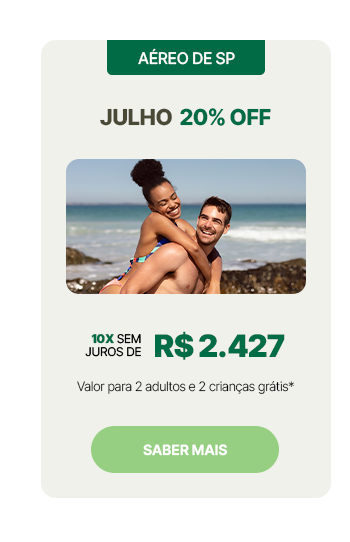 AÉREO DE SP
JULHO 20% OFF
10X SEM
JUROS DE
R$ 2.427
Valor para 2 adultos e 2 crianças grátis*
SABER MAIS